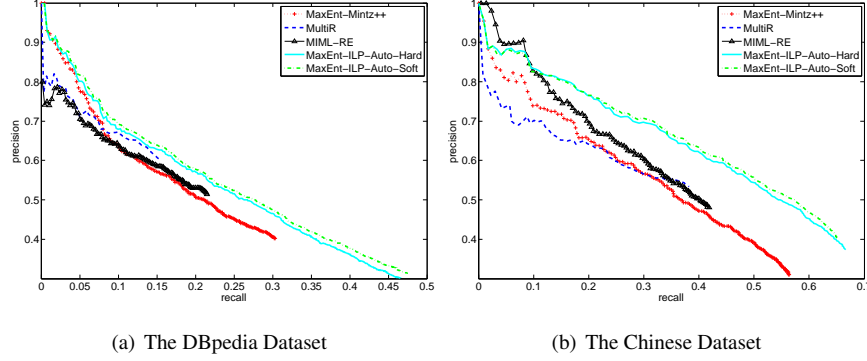 1
0.9
0.8
0.7
0.6
0.5
0.4
precision
0
0.05
0.1
0.15
0.2
0.25
0.3
0.35
0.4
0.45
0.5
recall
MaxEnt-Mintz++
MultiR
MIML-RE
MaxEnt-ILP-Auto-Hard
MaxEnt-ILP-Auto-Soft
(a) The DBpedia Dataset
1
0.9
0.8
0.7
0.6
0.5
0.4
precision
0
0.1
0.2
0.3
0.4
0.5
0.6
0.7
recall
MaxEnt-Mintz++
MultiR
MIML-RE
MaxEnt-ILP-Auto-Hard
MaxEnt-ILP-Auto-Soft
(b) The Chinese Dataset